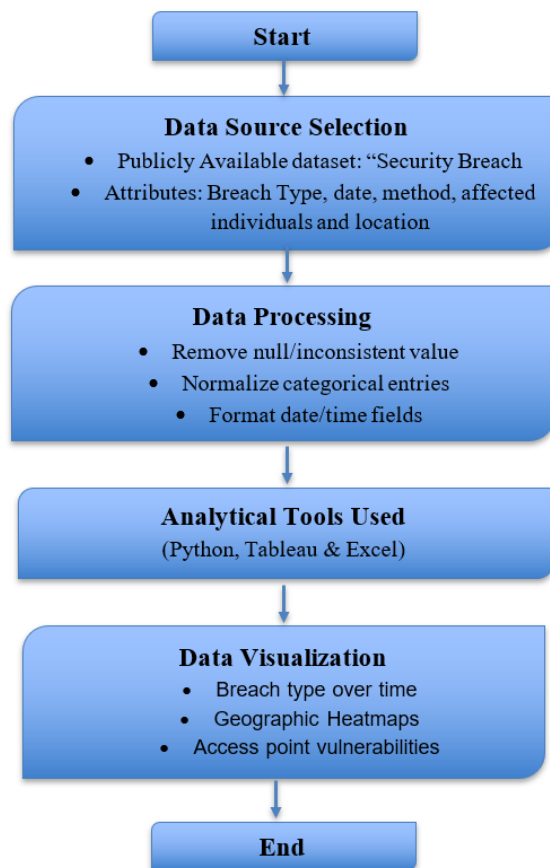 Start
Data Source Selection
• Publicly Available dataset: “Security Breach
• Attributes: Breach Type, date, method, affected
individuals and location
Data Processing
• Remove null/inconsistent value
• Normalize categorical entries
• Format date/time fields
Analytical Tools Used
(Python, Tableau & Excel)
Data Visualization
• Breach type over time
• Geographic Heatmaps
• Access point vulnerabilities
End